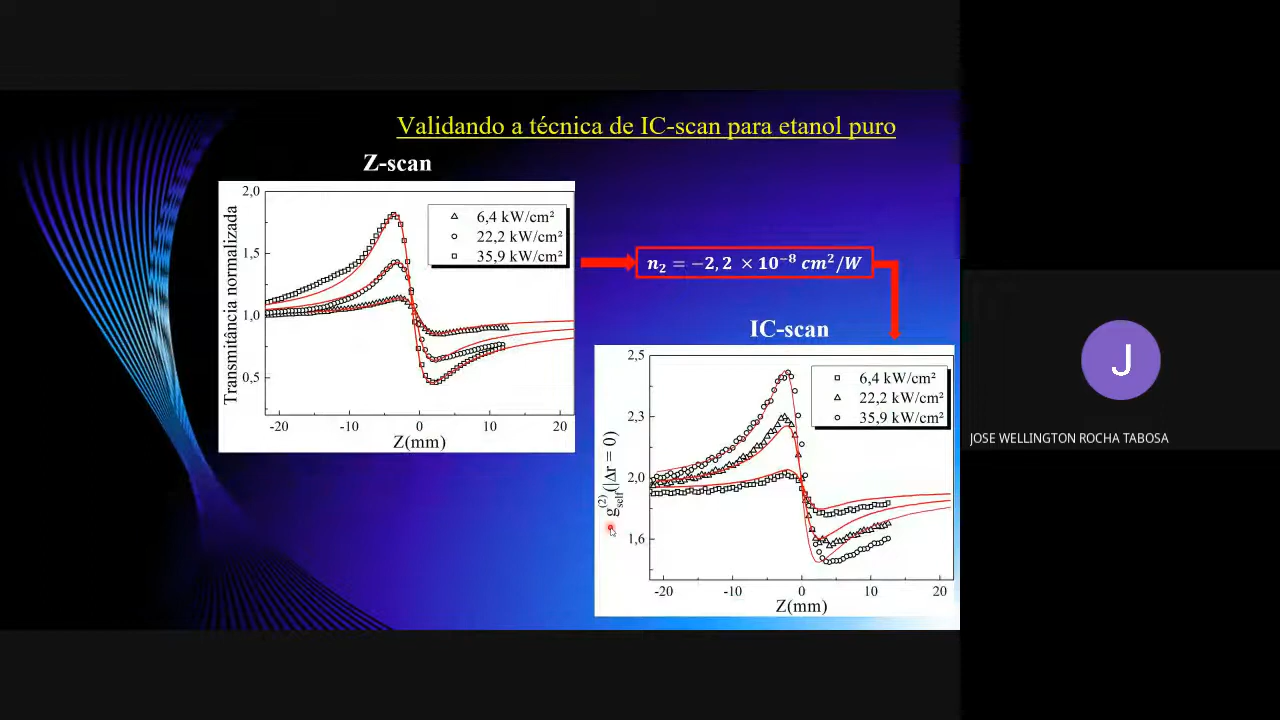 Validando a técnica de IC-scan para etanol puro
Z-scan
Transmitância normalizada
2,0
1,5
1,0
0,5
6,4 kW/cm²
22,2 kW/cm²
35,9 kW/cm²
-20 -10 0 10 20
Z(mm)
n₂ = −2,2 × 10⁻⁸ cm²/W
IC-scan
g⁽²⁾self(|Δr = 0)
2,5
2,3
2,0
1,6
6,4 kW/cm²
22,2 kW/cm²
35,9 kW/cm²
-20 -10 0 10 20
Z(mm)
J
JOSE WELLINGTON ROCHA TABOSA